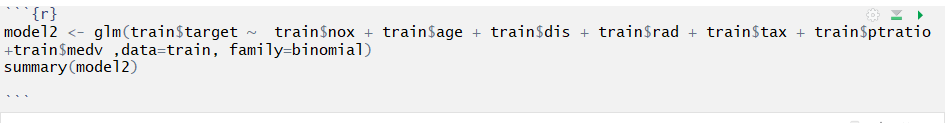 ```{r}
model2 <- glm(train$target ~  train$nox + train$age + train$dis + train$rad + train$tax + train$ptratio
+train$medv ,data=train, family=binomial)
summary(model2)
```